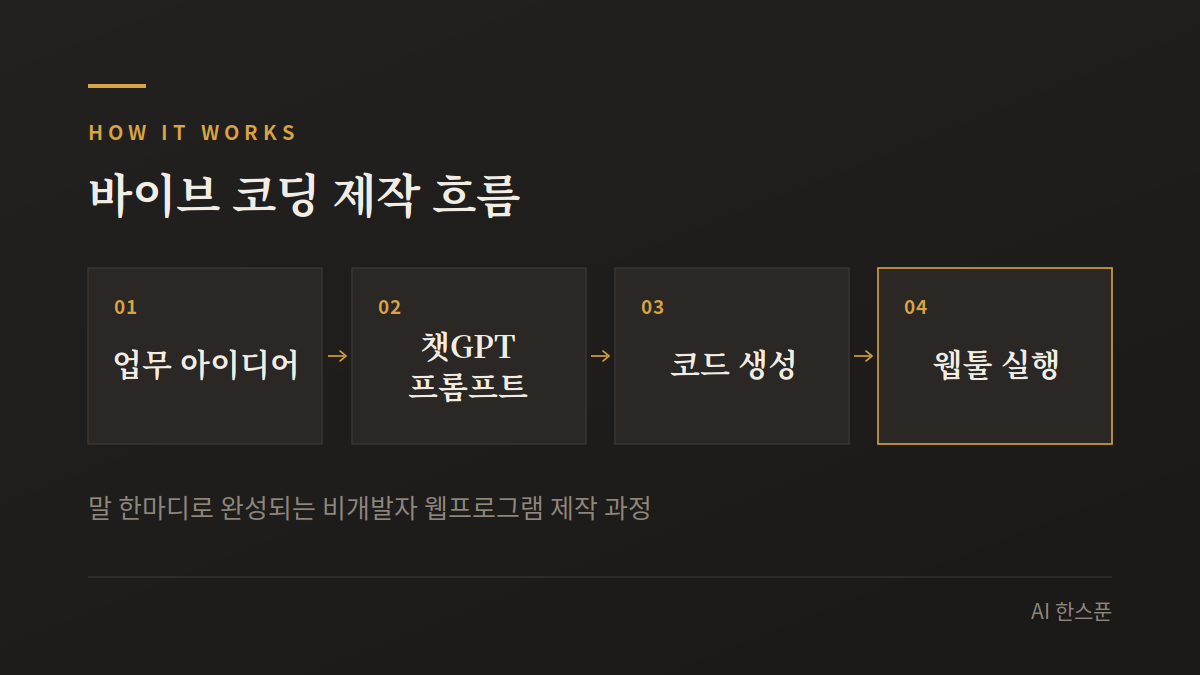 HOW IT WORKS
바이브 코딩 제작 흐름
01
업무 아이디어
→
02
챗GPT
프롬프트
→
03
코드 생성
→
04
웹툴 실행
말 한마디로 완성되는 비개발자 웹프로그램 제작 과정
AI 한스푼